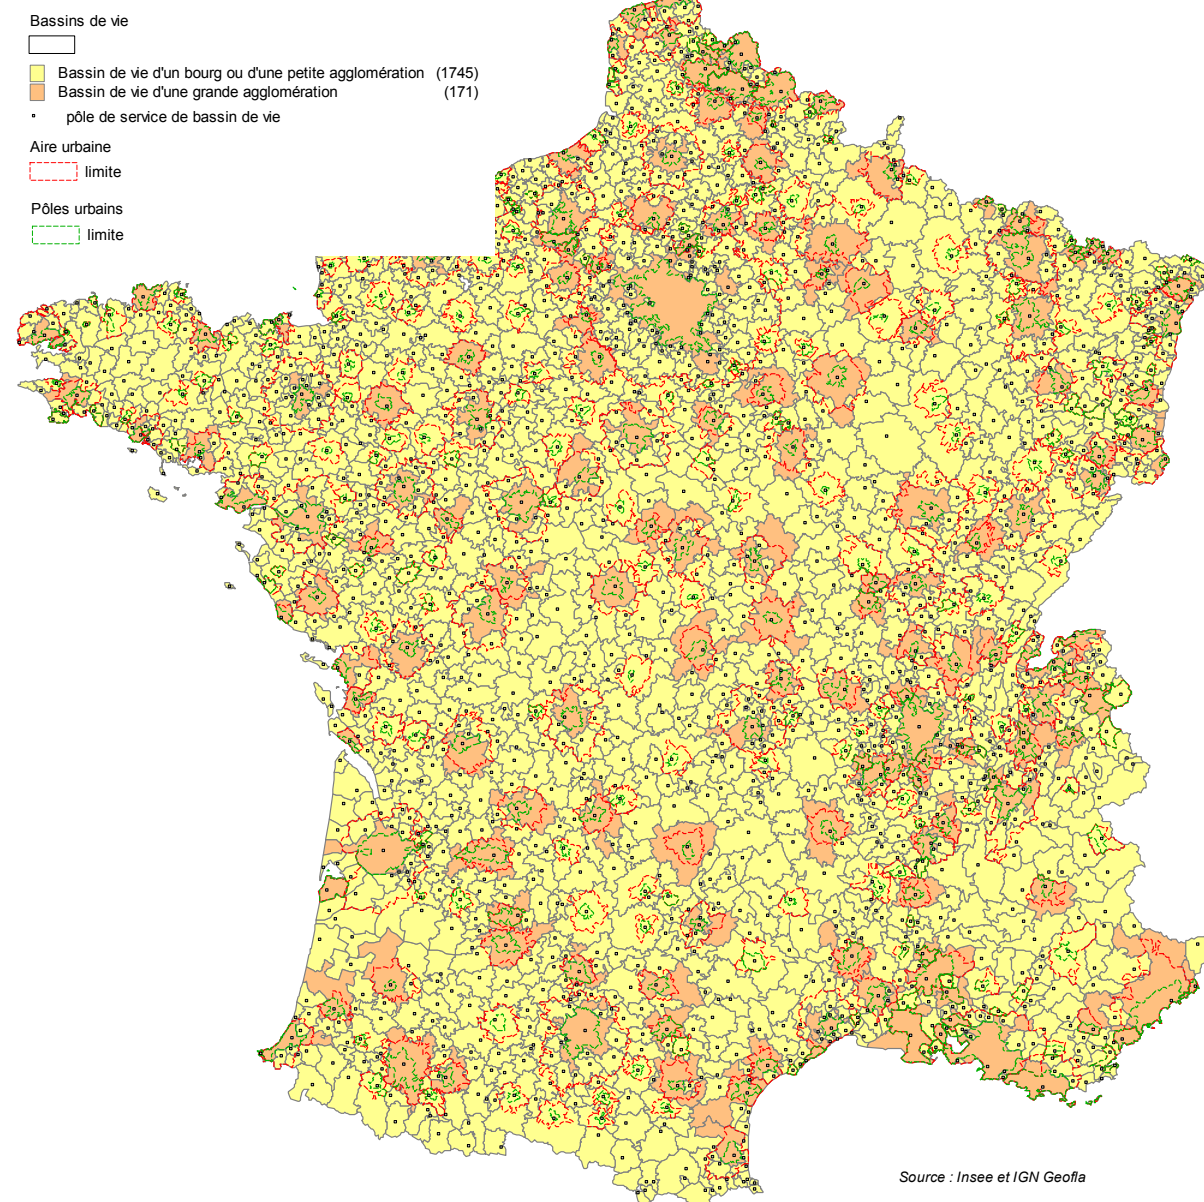 Bassins de vie
Bassin de vie d'un bourg ou d'une petite agglomération (1745)
Bassin de vie d'une grande agglomération (171)
pôle de service de bassin de vie
Aire urbaine
limite
Pôles urbains
limite
Source : Insee et IGN Geofla